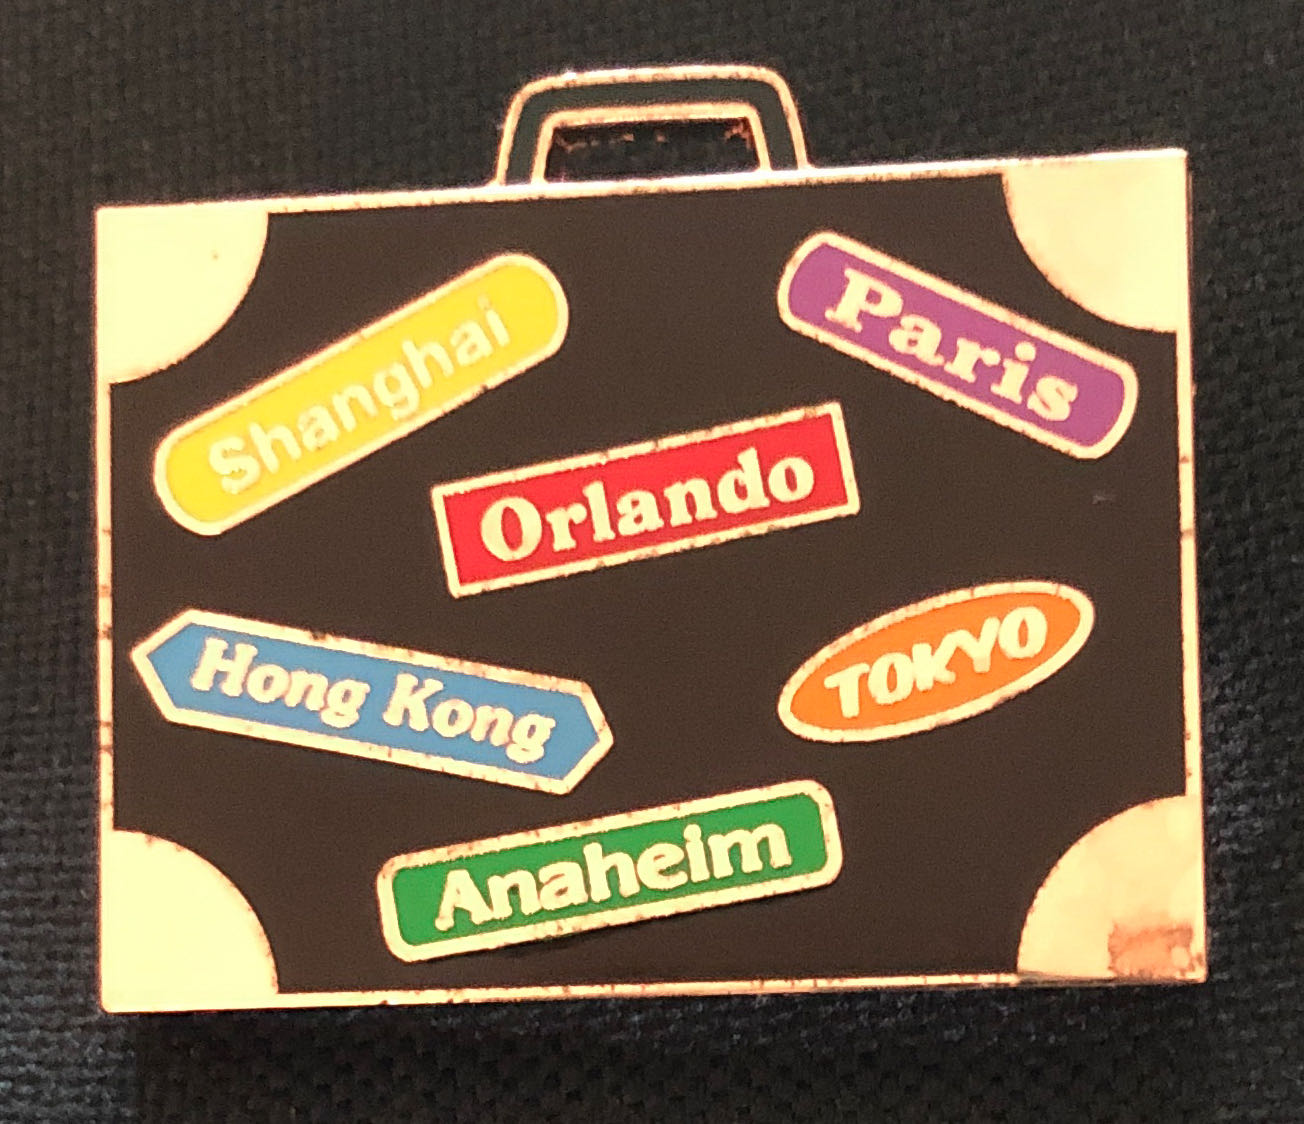 Shanghai
Paris
Orlando
Hong Kong
TOKYO
Anaheim